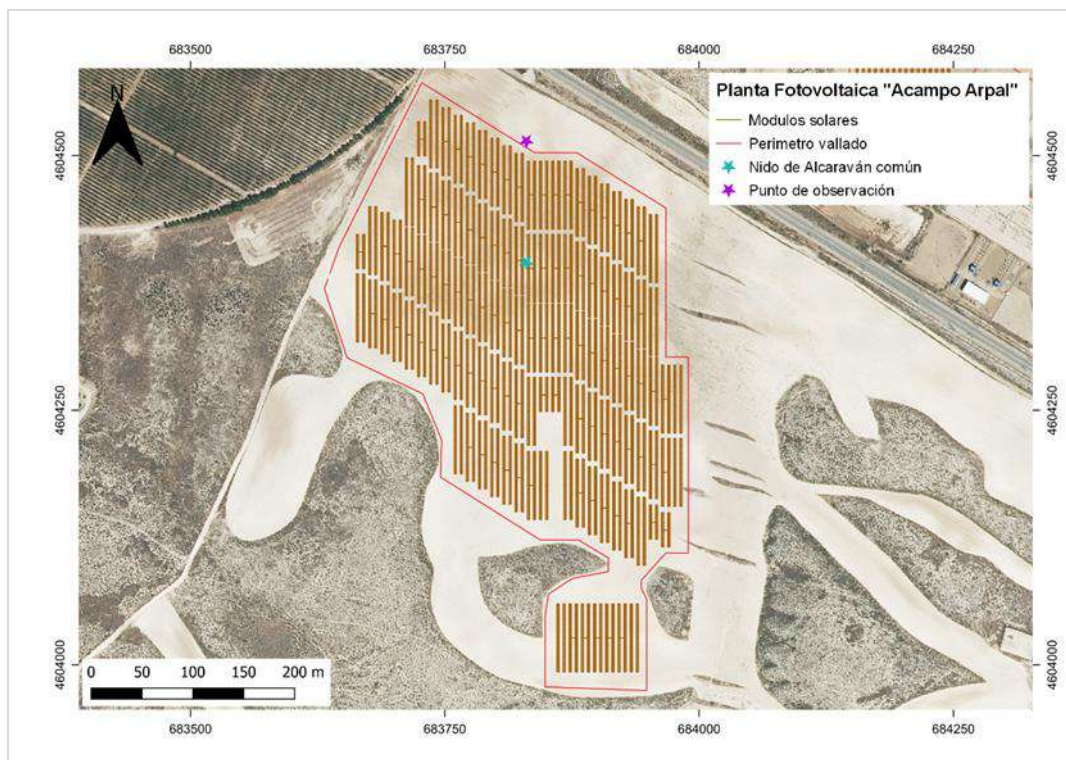 683500 683750 684000 684250
N
Planta Fotovoltaica "Acampo Arpal"
Modulos solares
Perimetro vallado
Nido de Alcaraván común
Punto de observación
4604500 4604500
4604250 4604250
4604000 4604000
0 50 100 150 200 m
683500 683750 684000 684250